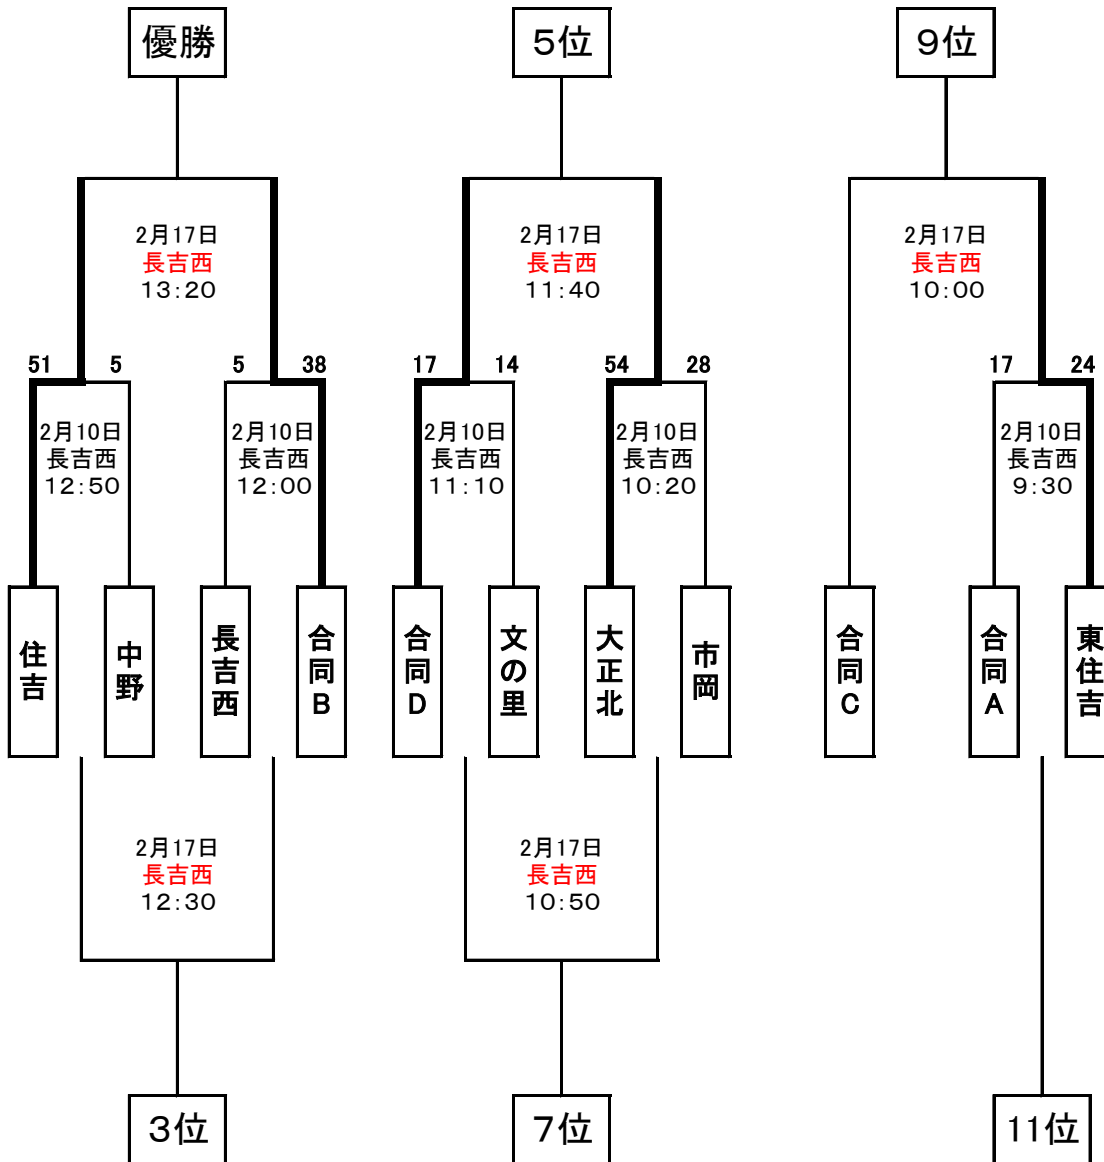 優勝
5位
9位
2月17日
長吉西
13:20
2月17日
長吉西
11:40
2月17日
長吉西
10:00
51
5
5
38
17
14
54
28
17
24
2月10日
長吉西
12:50
2月10日
長吉西
12:00
2月10日
長吉西
11:10
2月10日
長吉西
10:20
2月10日
長吉西
9:30
住吉
中野
長吉西
合同B
合同D
文の里
大正北
市岡
合同C
合同A
東住吉
2月17日
長吉西
12:30
2月17日
長吉西
10:50
3位
7位
11位